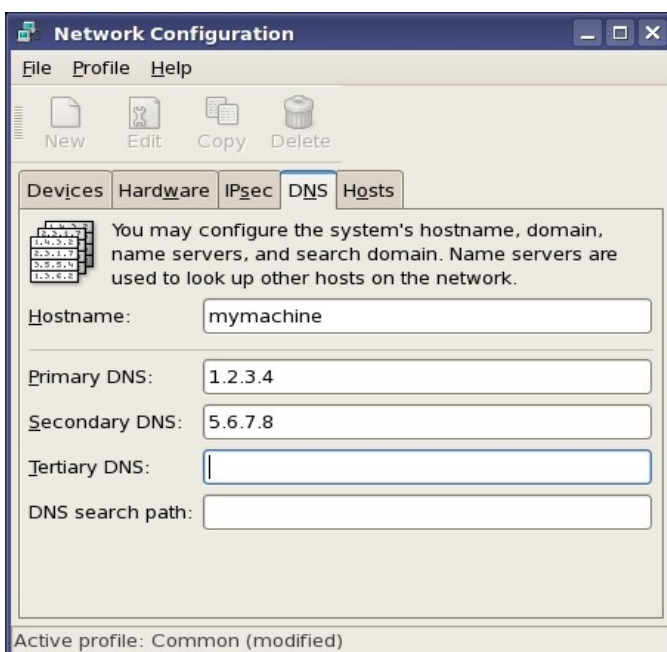 Network Configuration
File Profile Help
New Edit Copy Delete
Devices Hardware IPsec DNS Hosts
You may configure the system's hostname, domain,
name servers, and search domain. Name servers are
used to look up other hosts on the network.
Hostname: mymachine
Primary DNS: 1.2.3.4
Secondary DNS: 5.6.7.8
Tertiary DNS:
DNS search path:
Active profile: Common (modified)